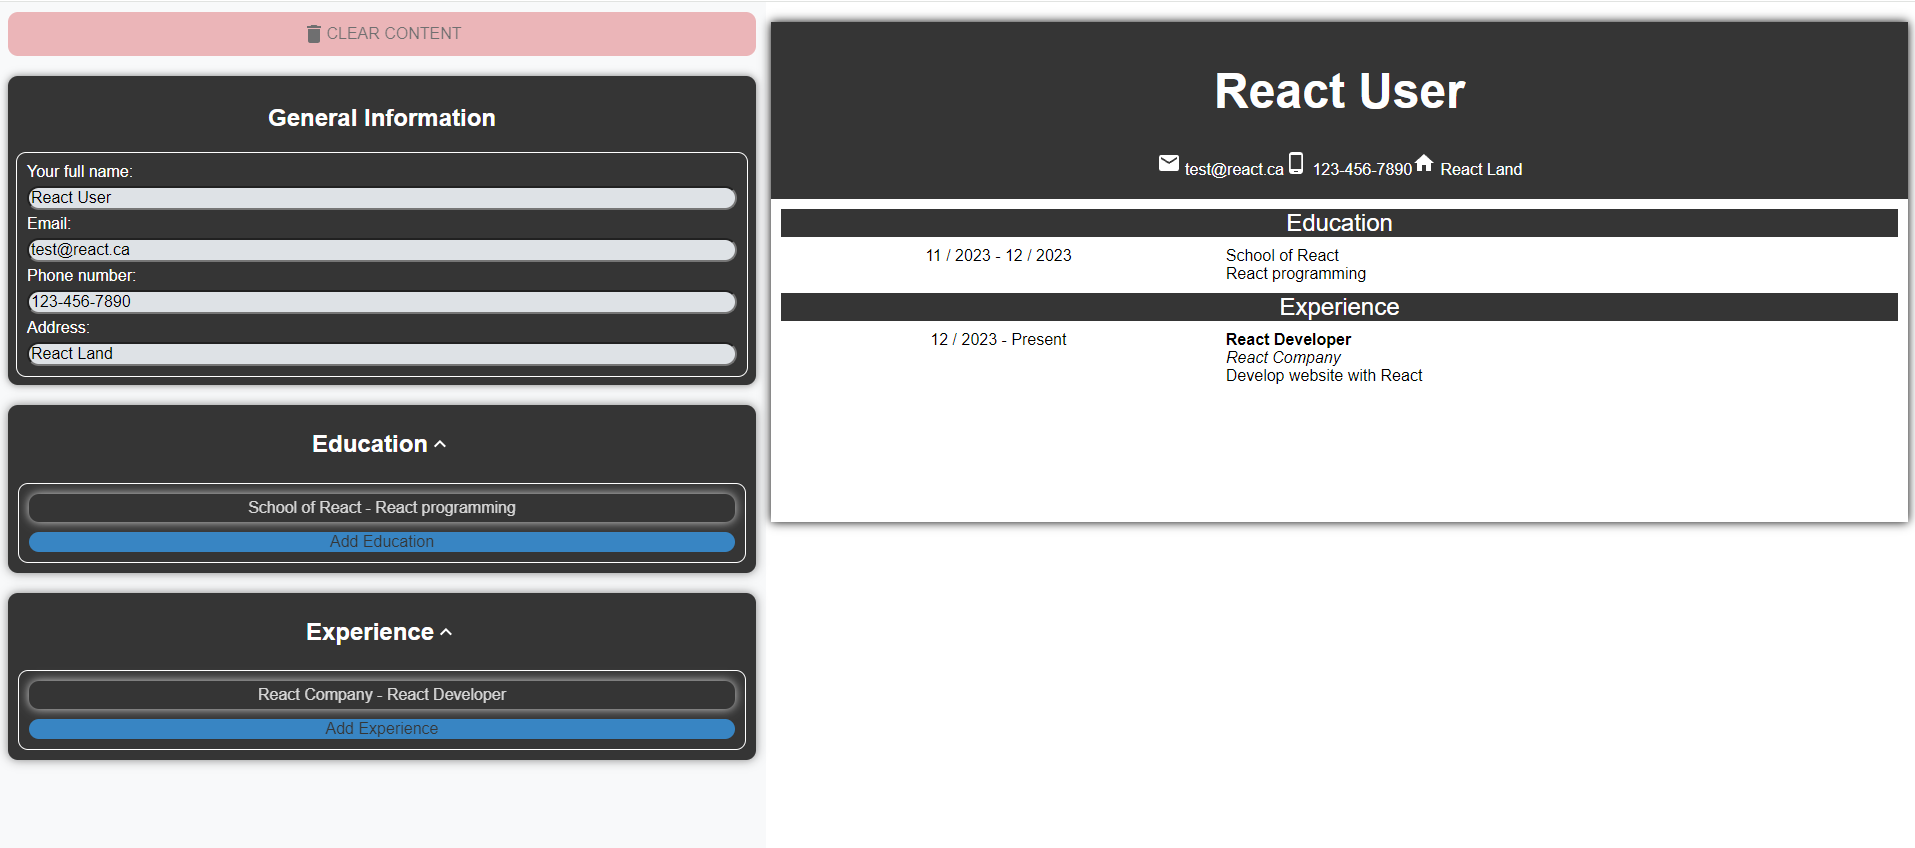 CLEAR CONTENT
General Information
Your full name:
React User
Email:
test@react.ca
Phone number:
123-456-7890
Address:
React Land
Education
School of React - React programming
Add Education
Experience
React Company - React Developer
Add Experience
React User
test@react.ca 123-456-7890 React Land
Education
11 / 2023 - 12 / 2023 School of React
React programming
Experience
12 / 2023 - Present React Developer
React Company
Develop website with React